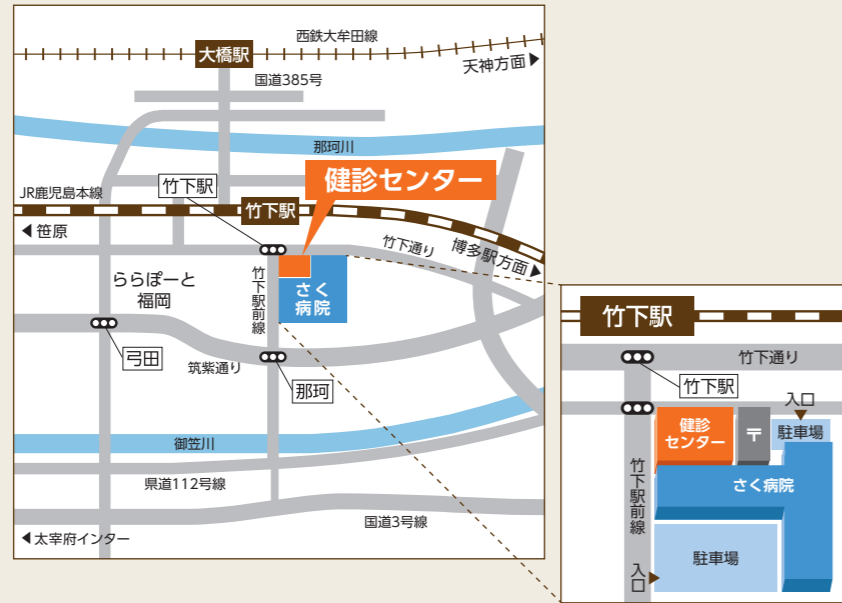 西鉄大牟田線
大橋駅
天神方面
国道385号
那珂川
健診センター
JR鹿児島本線
竹下駅
竹下駅
笹原
竹下通り
博多駅方面
ららぽーと
福岡
竹下駅前線
さく
病院
弓田
筑紫通り
那珂
御笠川
県道112号線
国道3号線
太宰府インター
竹下駅
竹下通り
竹下駅
入口
健診
センター
〒
駐車場
竹下駅前線
さく病院
駐車場
入口